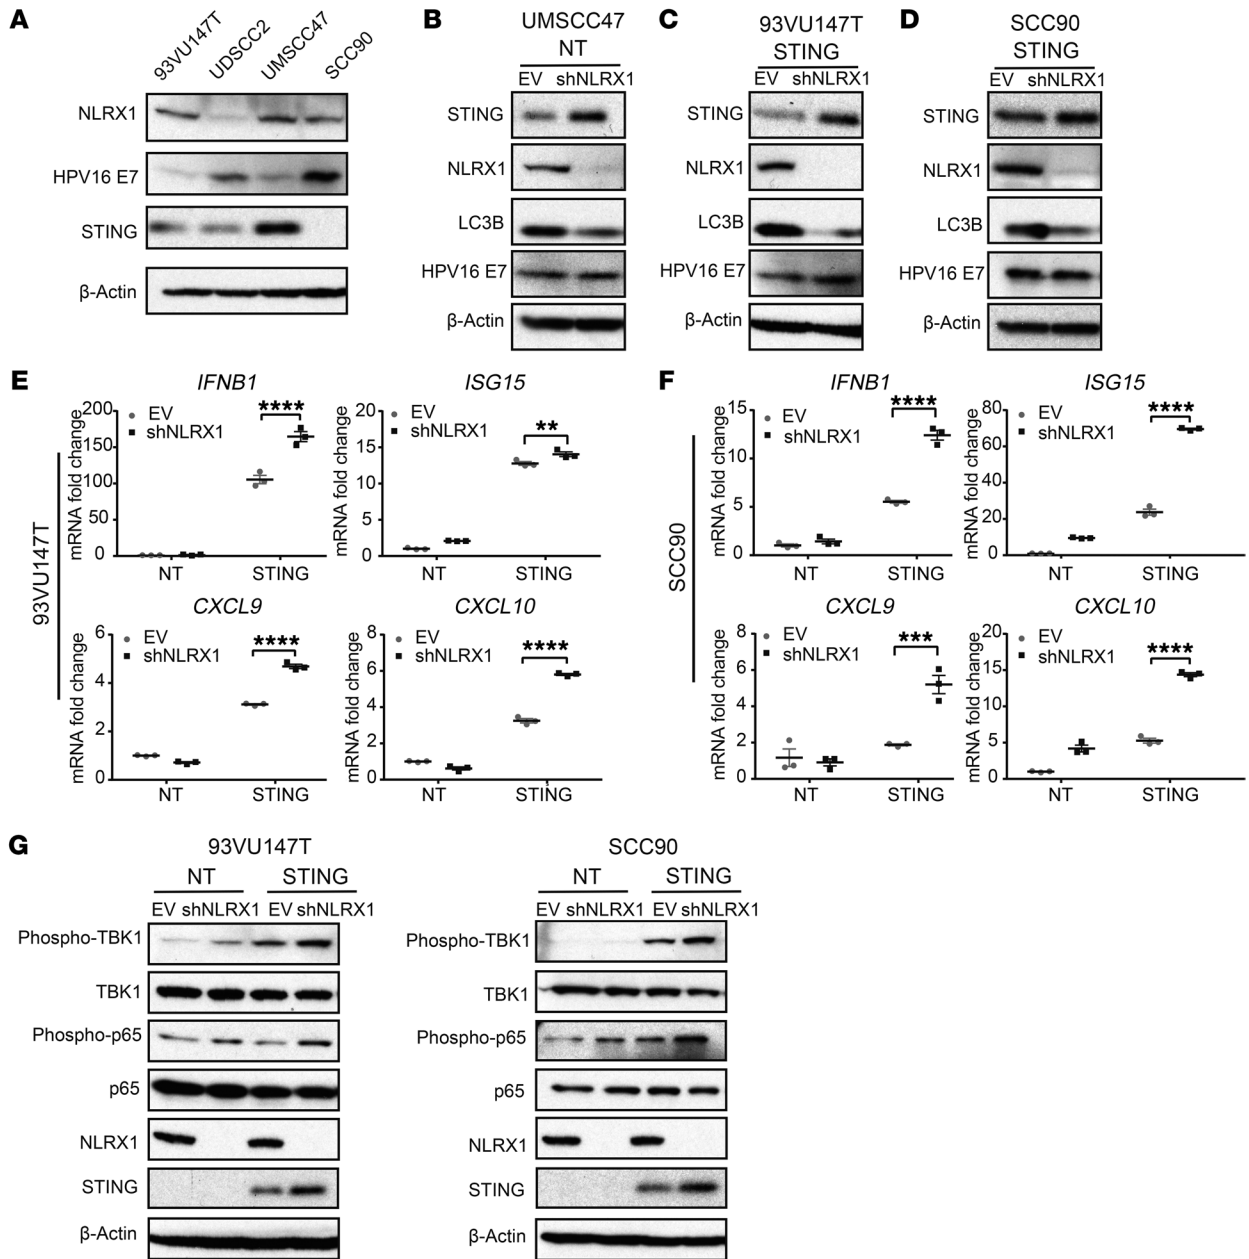 A
93VU147T
UDSCC2
UMSCC47
SCC90
NLRX1
HPV16 E7
STING
β-Actin
B
UMSCC47
NT
EV shNLRX1
STING
NLRX1
LC3B
HPV16 E7
β-Actin
C
93VU147T
STING
EV shNLRX1
STING
NLRX1
LC3B
HPV16 E7
β-Actin
D
SCC90
STING
EV shNLRX1
STING
NLRX1
LC3B
HPV16 E7
β-Actin
E
93VU147T
IFNB1
mRNA fold change
200
150
100
50
0
EV
shNLRX1
****
NT STING
ISG15
mRNA fold change
20
15
10
5
0
EV
shNLRX1
**
NT STING
CXCL9
mRNA fold change
6
4
2
0
EV
shNLRX1
****
NT STING
CXCL10
mRNA fold change
8
6
4
2
0
EV
shNLRX1
****
NT STING
F
SCC90
IFNB1
mRNA fold change
15
10
5
0
EV
shNLRX1
****
NT STING
ISG15
mRNA fold change
80
60
40
20
0
EV
shNLRX1
****
NT STING
CXCL9
mRNA fold change
8
6
4
2
0
EV
shNLRX1
***
NT STING
CXCL10
mRNA fold change
20
15
10
5
0
EV
shNLRX1
****
NT STING
G
93VU147T
NT STING
EV shNLRX1 EV shNLRX1
Phospho-TBK1
TBK1
Phospho-p65
p65
NLRX1
STING
β-Actin
SCC90
NT STING
EV shNLRX1 EV shNLRX1
Phospho-TBK1
TBK1
Phospho-p65
p65
NLRX1
STING
β-Actin